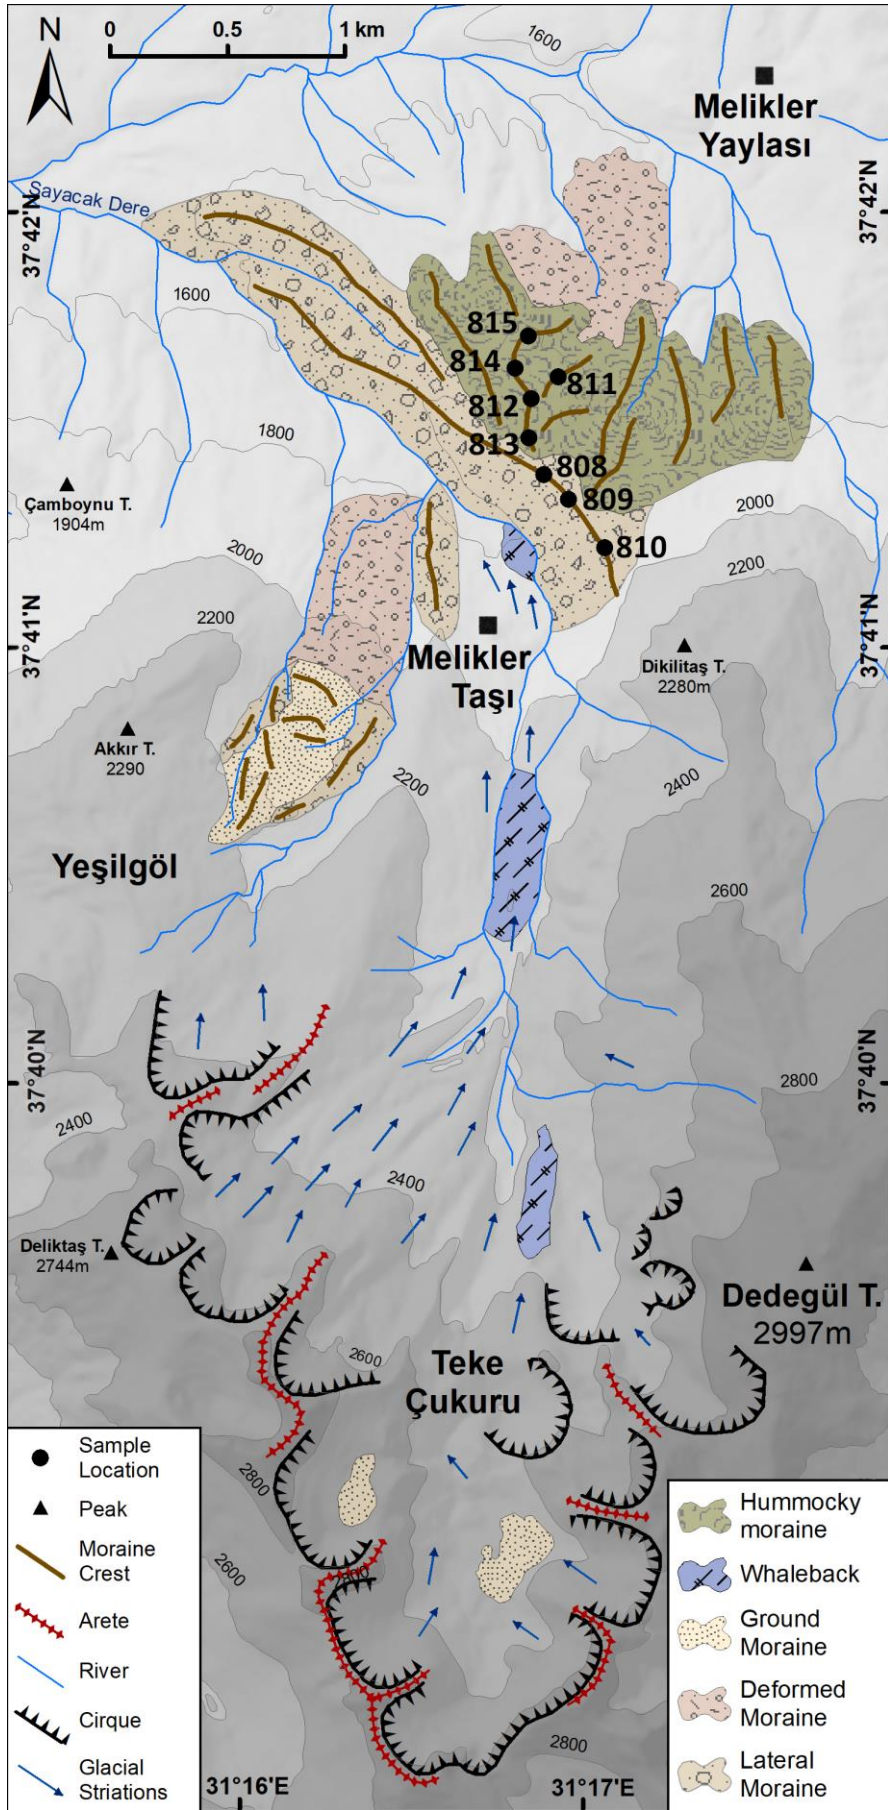 N
0 0.5 1 km
1600
Melikler
Yaylası
Sayacak Dere
37°42'N
37°42'N
1600
815
814
811
812
813
808
809
810
1800
Çamboynu T.
1904m
2000
2000
2200
2200
37°41'N
37°41'N
Melikler
Taşı
Dikilitaş T.
2280m
Akkır T.
2290
2200
2400
Yeşilgöl
2600
37°40'N
37°40'N
2800
2400
2400
Deliktaş T.
2744m
Dedegül T.
2997m
2600
Teke
Çukuru
2800
2600
2800
2800
Sample
Location
Peak
Moraine
Crest
Arete
River
Cirque
Glacial
Striations
Hummocky
moraine
Whaleback
Ground
Moraine
Deformed
Moraine
Lateral
Moraine
31°16'E
31°17'E